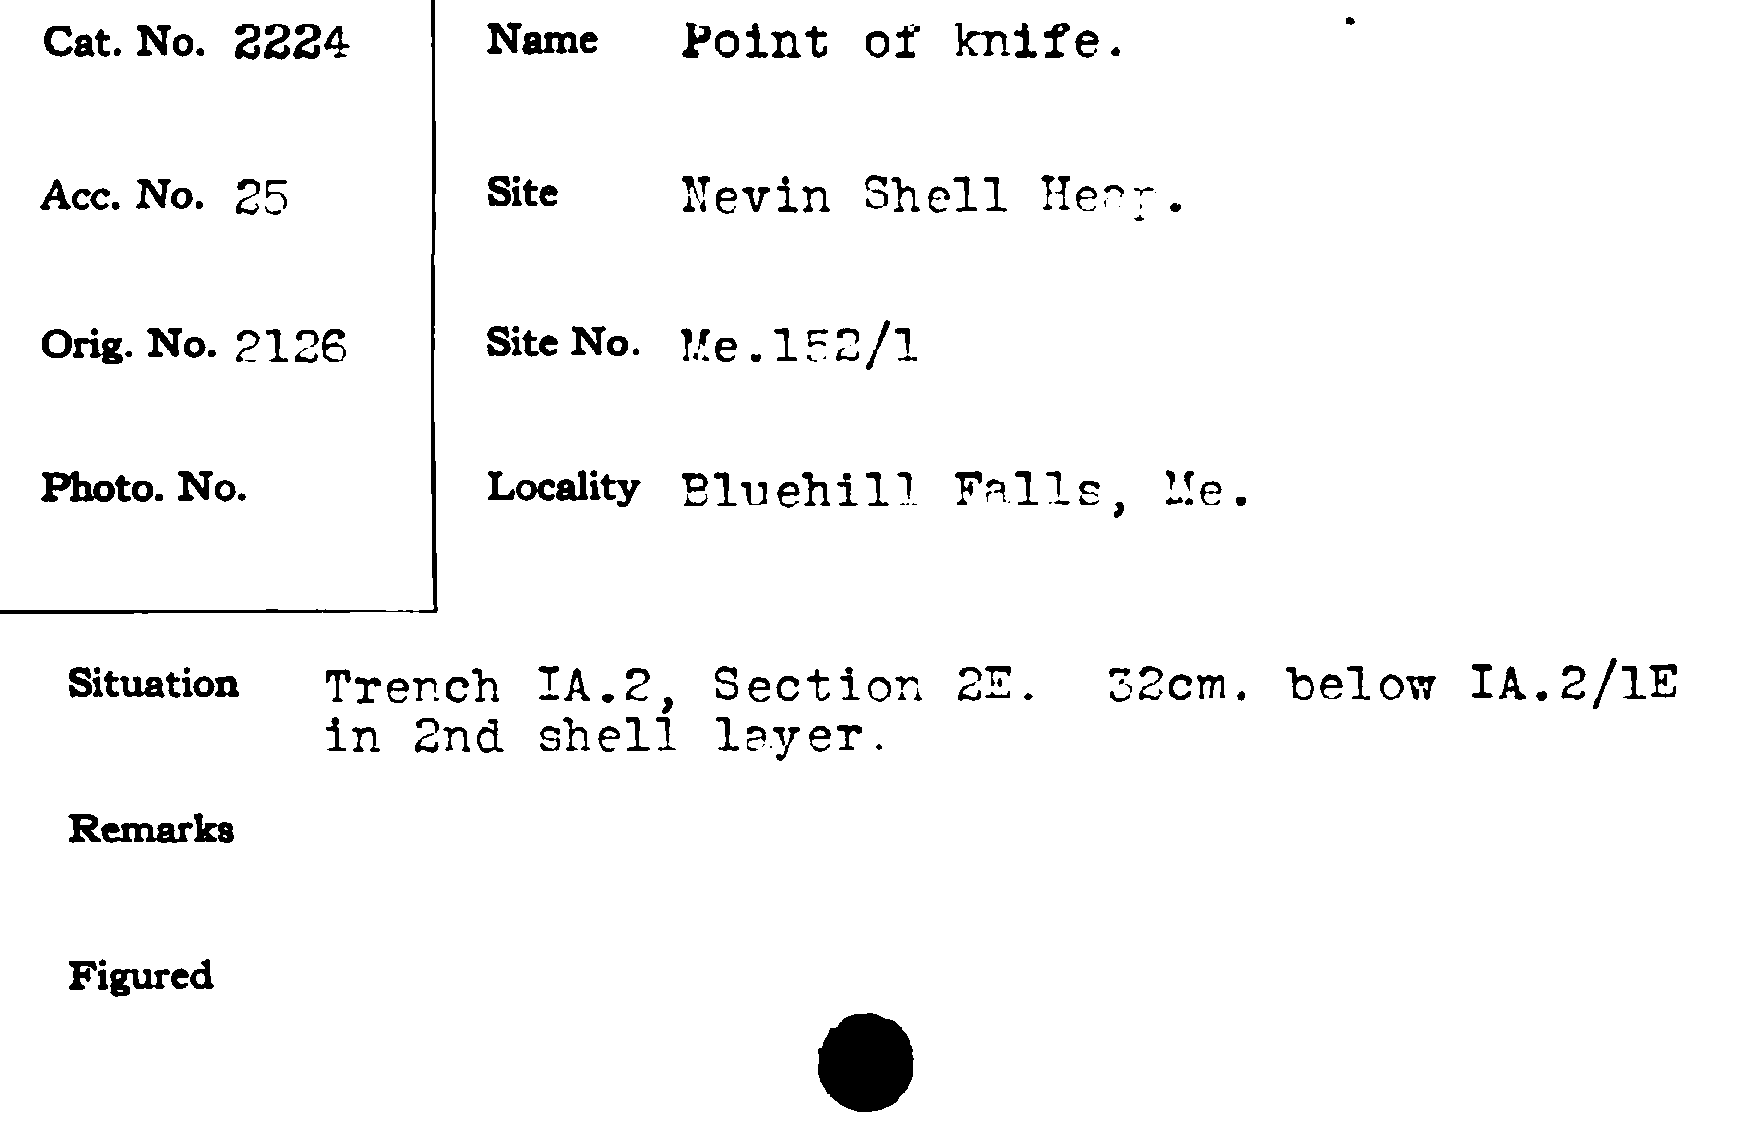 Cat. No. 2224
Name Point of knife.
Acc. No. 25
Site Nevin Shell Heap.
Orig. No. 2126
Site No. Me.152/1
Photo. No.
Locality Bluehill Falls, Me.
Situation Trench IA.2, Section 2E. 32cm. below IA.2/1E
in 2nd shell layer.
Remarks
Figured